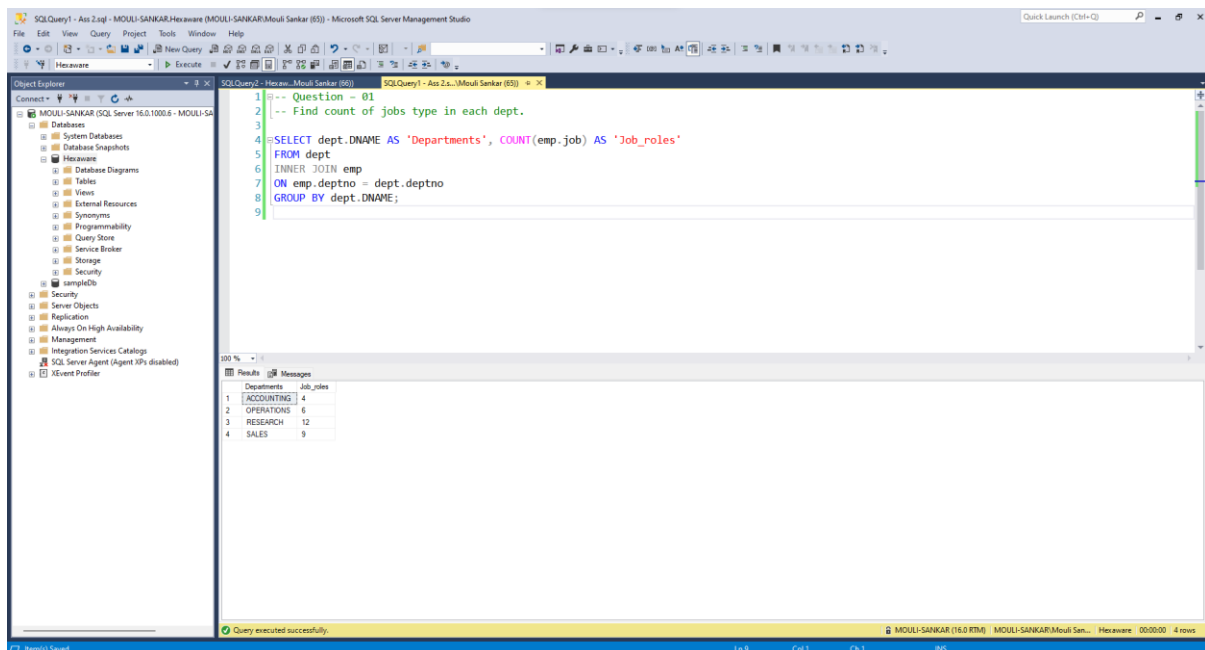 SQLQuery1 - Ass 2.sql - MOULI-SANKAR.Hexaware (MOULI-SANKAR\Mouli Sankar (65)) - Microsoft SQL Server Management Studio
Quick Launch (Ctrl+Q)
File Edit View Query Project Tools Window Help
New Query
Hexaware
Execute
Object Explorer
SQLQuery2 - Hexaw...Mouli Sankar (66))
SQLQuery1 - Ass 2.s...\Mouli Sankar (65))
Connect
MOULI-SANKAR (SQL Server 16.0.1000.6 - MOULI-SA
Databases
System Databases
Database Snapshots
Hexaware
Database Diagrams
Tables
Views
External Resources
Synonyms
Programmability
Query Store
Service Broker
Storage
Security
sampleDb
Security
Server Objects
Replication
Always On High Availability
Management
Integration Services Catalogs
SQL Server Agent (Agent XPs disabled)
XEvent Profiler
1 -- Question - 01
2 -- Find count of jobs type in each dept.
3
4 SELECT dept.DNAME AS 'Departments', COUNT(emp.job) AS 'Job_roles'
5 FROM dept
6 INNER JOIN emp
7 ON emp.deptno = dept.deptno
8 GROUP BY dept.DNAME;
9
100 %
Results Messages
Departments Job_roles
1 ACCOUNTING 4
2 OPERATIONS 6
3 RESEARCH 12
4 SALES 9
Query executed successfully.
MOULI-SANKAR (16.0 RTM) MOULI-SANKAR\Mouli San... Hexaware 00:00:00 4 rows
Item(s) Saved
Ln 9 Col 1 Ch 1 INS